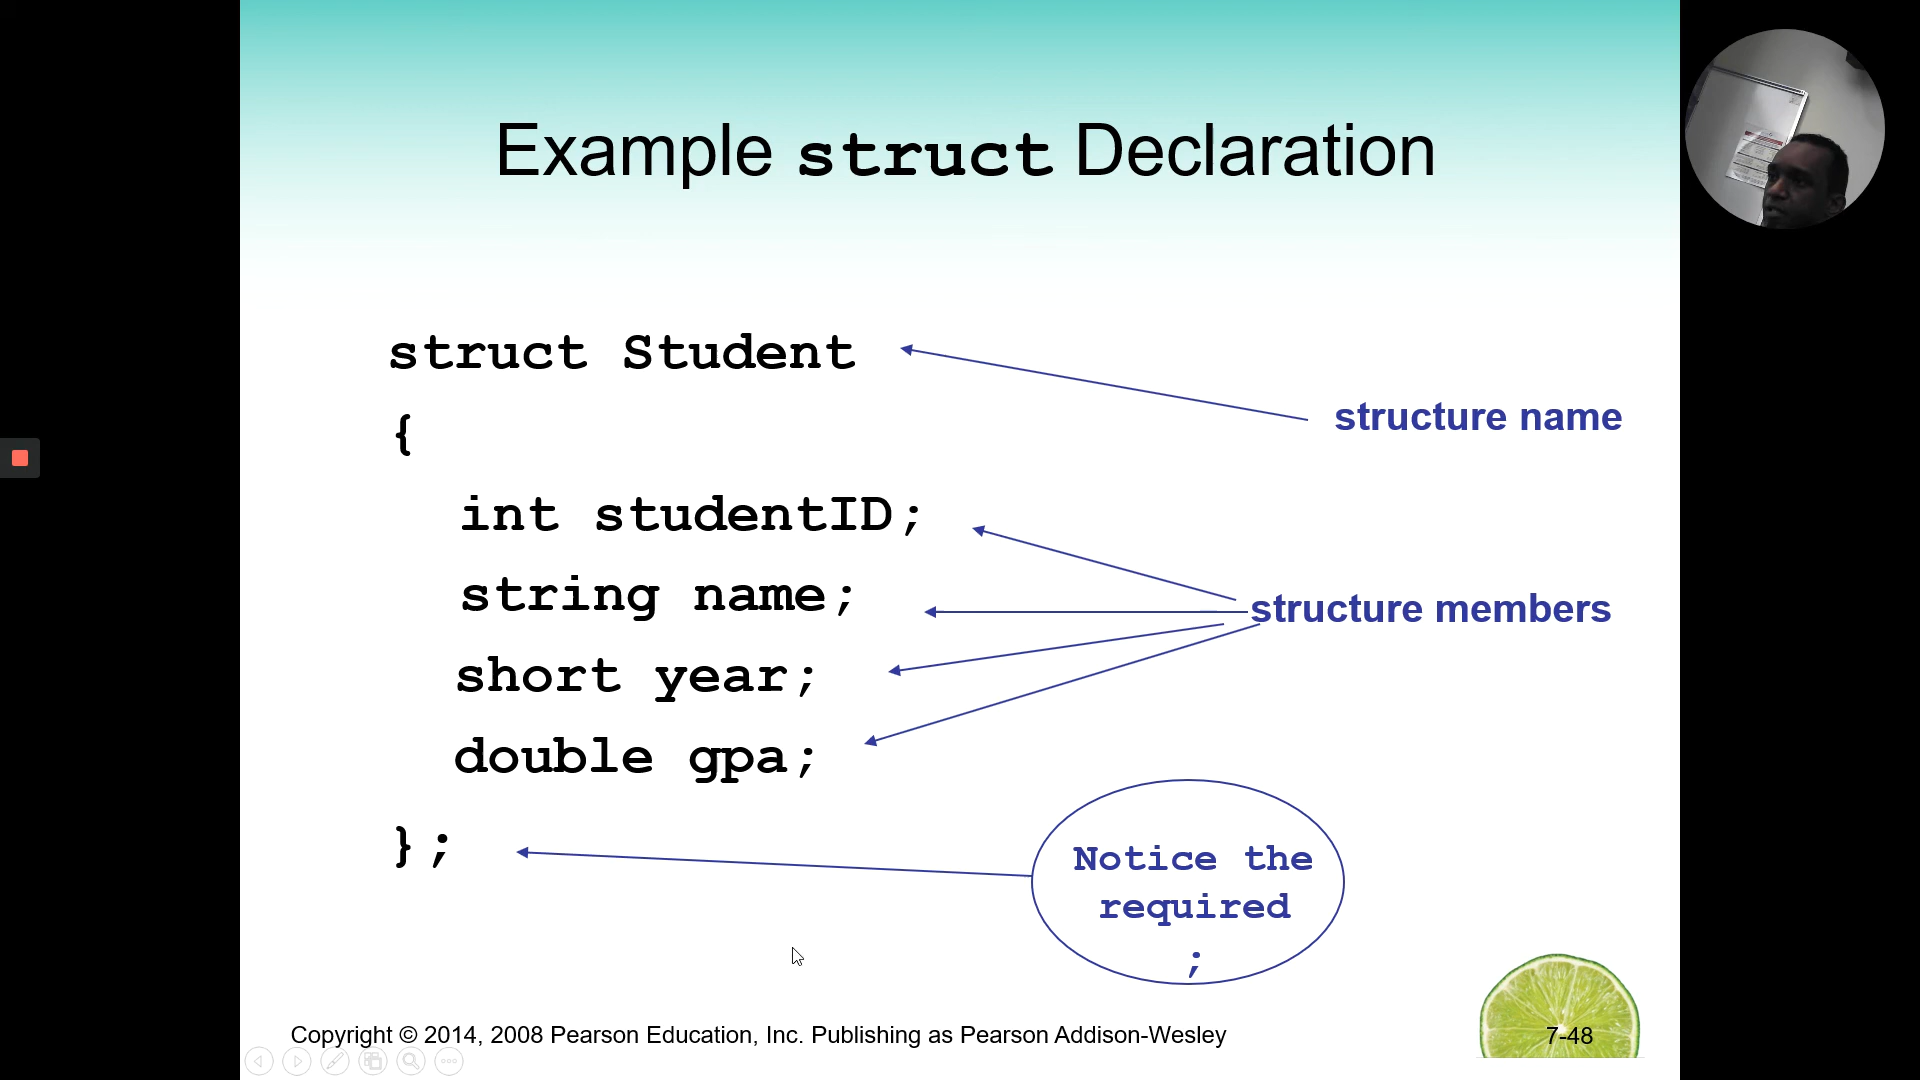 Example struct Declaration
struct Student
structure name
{
int studentID;
string name;
structure members
short year;
double gpa;
};
Notice the
required
;
Copyright © 2014, 2008 Pearson Education, Inc. Publishing as Pearson Addison-Wesley
7-48